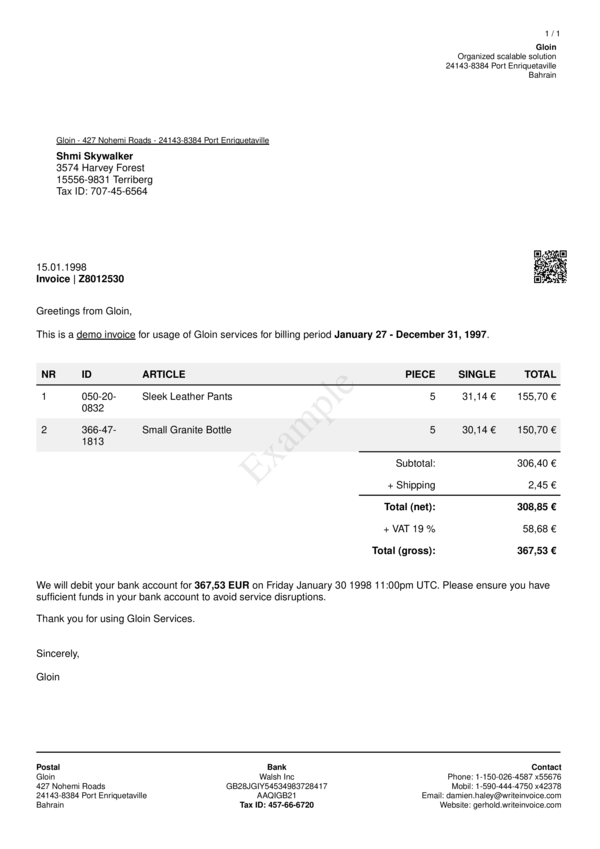 1 / 1
Gloin
Organized scalable solution
24143-8384 Port Enriquetaville
Bahrain
Gloin - 427 Nohemi Roads - 24143-8384 Port Enriquetaville
Shmi Skywalker
3574 Harvey Forest
15556-9831 Terriberg
Tax ID: 707-45-6564
15.01.1998
Invoice | Z8012530
Greetings from Gloin,
This is a demo invoice for usage of Gloin services for billing period January 27 - December 31, 1997.
NR ID ARTICLE PIECE SINGLE TOTAL
1 050-20- Sleek Leather Pants 5 31,14 € 155,70 €
0832
2 366-47- Small Granite Bottle 5 30,14 € 150,70 €
1813
Example
Subtotal: 306,40 €
+ Shipping 2,45 €
Total (net): 308,85 €
+ VAT 19 % 58,68 €
Total (gross): 367,53 €
We will debit your bank account for 367,53 EUR on Friday January 30 1998 11:00pm UTC. Please ensure you have
sufficient funds in your bank account to avoid service disruptions.
Thank you for using Gloin Services.
Sincerely,
Gloin
Postal Bank Contact
Gloin Walsh Inc Phone: 1-150-026-4587 x55676
427 Nohemi Roads GB28JGIY54534983728417 Mobil: 1-590-444-4750 x42378
24143-8384 Port Enriquetaville AAQIGB21 Email: damien.haley@writeinvoice.com
Bahrain Tax ID: 457-66-6720 Website: gerhold.writeinvoice.com